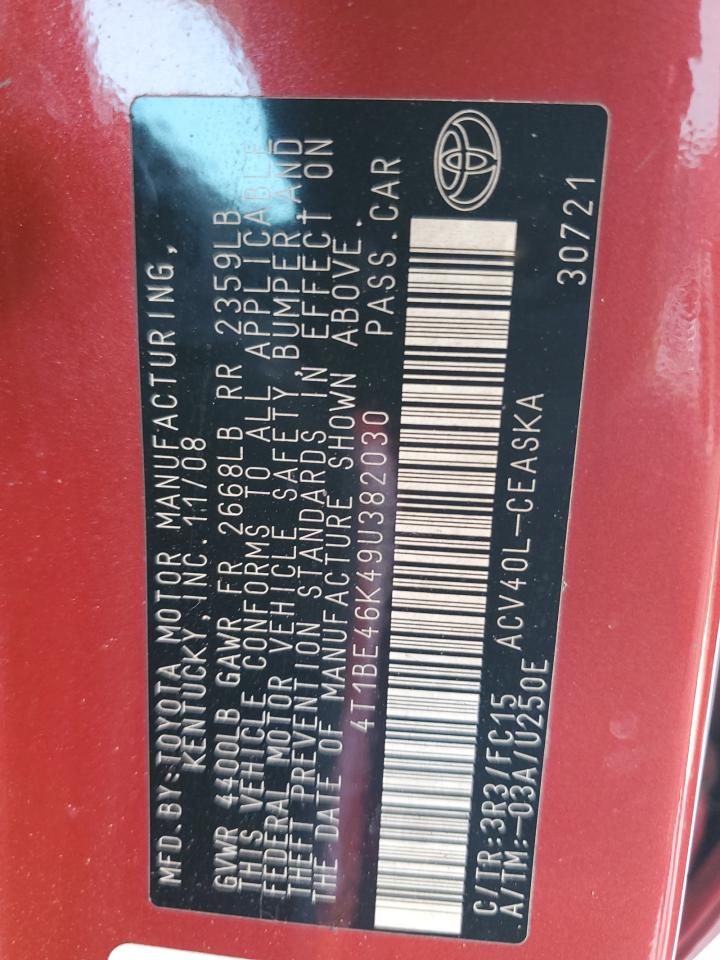 MFD.BY:TOYOTA MOTOR MANUFACTURING,
KENTUCKY,INC.11/08
GVWR 4400LB GAWR FR 2668LB RR 2359LB
THIS VEHICLE CONFORMS TO ALL APPLICABLE
FEDERAL MOTOR VEHICLE SAFETY,BUMPER,AND
THEFT PREVENTION STANDARDS IN EFFECT ON
THE DATE OF MANUFACTURE SHOWN ABOVE.
4T1BE46K49U382030 PASS.CAR
C/TR:3R3/FC15 ACV40L-CEASKA
A/TM:-03A/U250E 30721